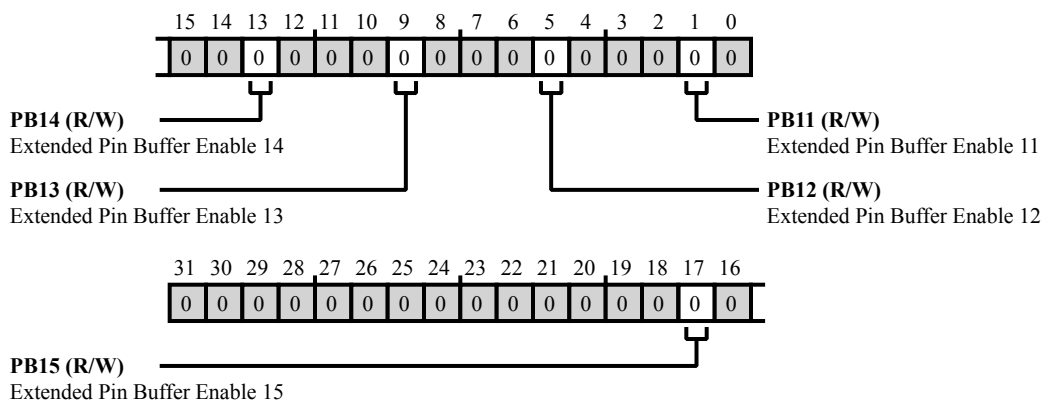 15 14 13 12 11 10 9 8 7 6 5 4 3 2 1 0
0 0 0 0 0 0 0 0 0 0 0 0 0 0 0 0
PB14 (R/W)
Extended Pin Buffer Enable 14
PB11 (R/W)
Extended Pin Buffer Enable 11
PB13 (R/W)
Extended Pin Buffer Enable 13
PB12 (R/W)
Extended Pin Buffer Enable 12
31 30 29 28 27 26 25 24 23 22 21 20 19 18 17 16
0 0 0 0 0 0 0 0 0 0 0 0 0 0 0 0
PB15 (R/W)
Extended Pin Buffer Enable 15